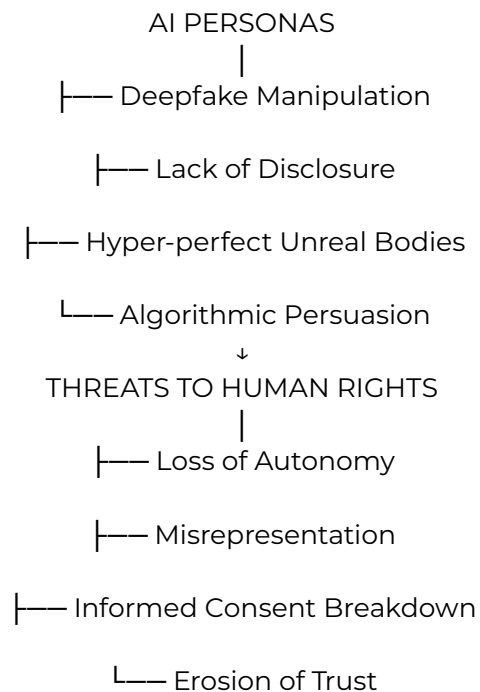 AI PERSONAS
│
├── Deepfake Manipulation
├── Lack of Disclosure
├── Hyper-perfect Unreal Bodies
└── Algorithmic Persuasion
↓
THREATS TO HUMAN RIGHTS
│
├── Loss of Autonomy
├── Misrepresentation
├── Informed Consent Breakdown
└── Erosion of Trust